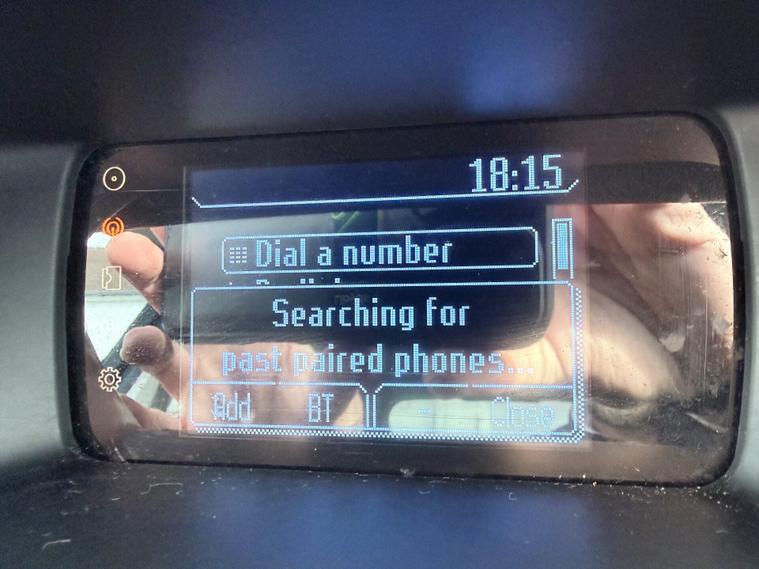 18:15
Dial a number
Searching for
past paired phones...
Add BT - Close